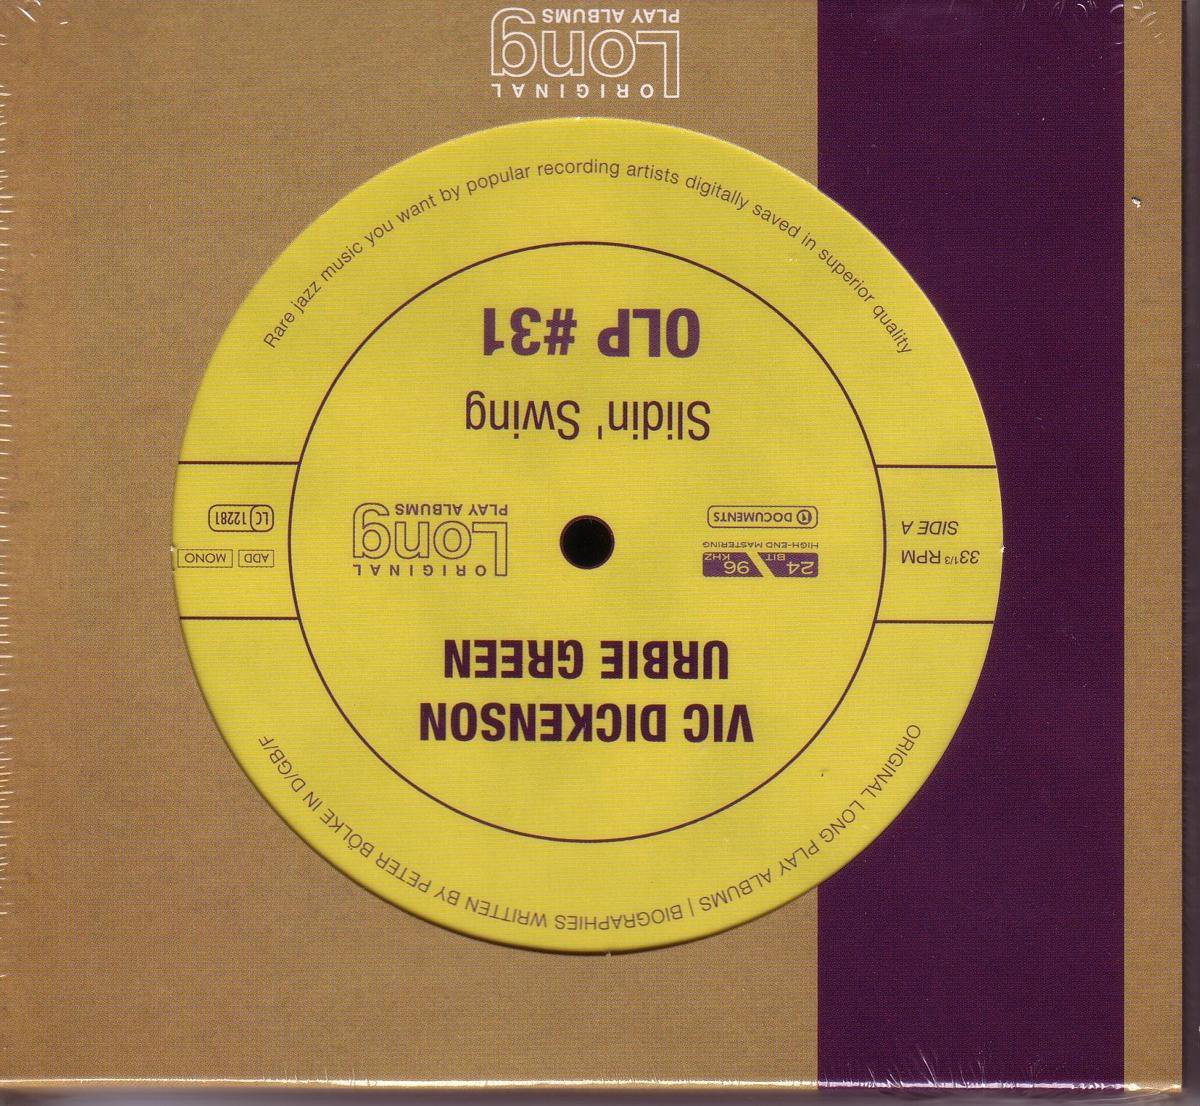 ORIGINAL LONG PLAY ALBUMS | BIOGRAPHIES WRITTEN BY PETER BÖLKE IN D/GB/F
VIC DICKENSON
URBIE GREEN
33 1/3 RPM
SIDE A
24 BIT 96 KHZ
HIGH-END MASTERING
DOCUMENTS
ORIGINAL
Long
PLAY ALBUMS
ADD MONO
LC 12281
Slidin' Swing
OLP #31
Rare jazz music you want by popular recording artists digitally saved in superior quality
ORIGINAL
Long
PLAY ALBUMS